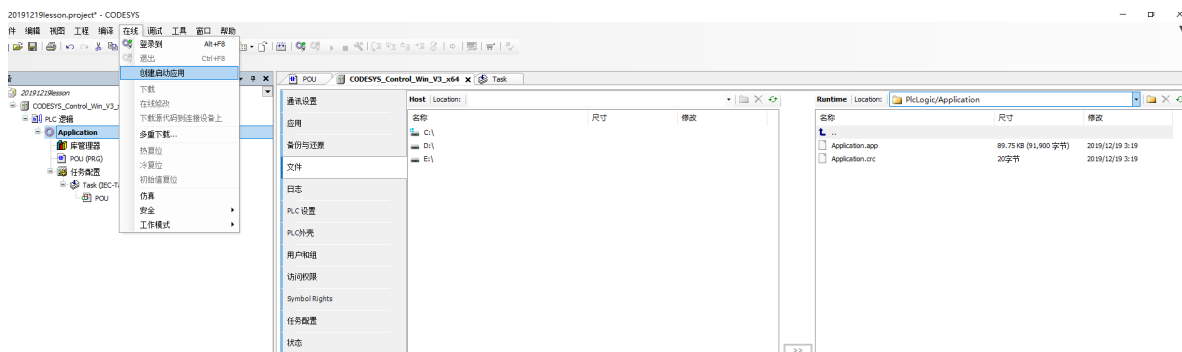 20191219lesson.project* - CODESYS
件 编辑 视图 工程 编译 在线 调试 工具 窗口 帮助
登录到 Alt+F8
退出 Ctrl+F8
创建启动应用
下载
在线修改
下载源代码到连接设备上
多重下载...
热复位
冷复位
初始值复位
仿真
安全
工作模式
20191219lesson
CODESYS_Control_Win_V3_
PLC 逻辑
Application
库管理器
POU (PRG)
任务配置
Task (IEC-T
POU
POU CODESYS_Control_Win_V3_x64 Task
通讯设置
应用
备份与还原
文件
日志
PLC 设置
PLC外壳
用户和组
访问权限
Symbol Rights
任务配置
状态
Host Location:
名称 尺寸 修改
C:\
D:\
E:\
Runtime Location: PlcLogic/Application
名称 尺寸 修改
..
Application.app 89.75 KB (91,900 字节) 2019/12/19 3:19
Application.crc 20字节 2019/12/19 3:19
>>